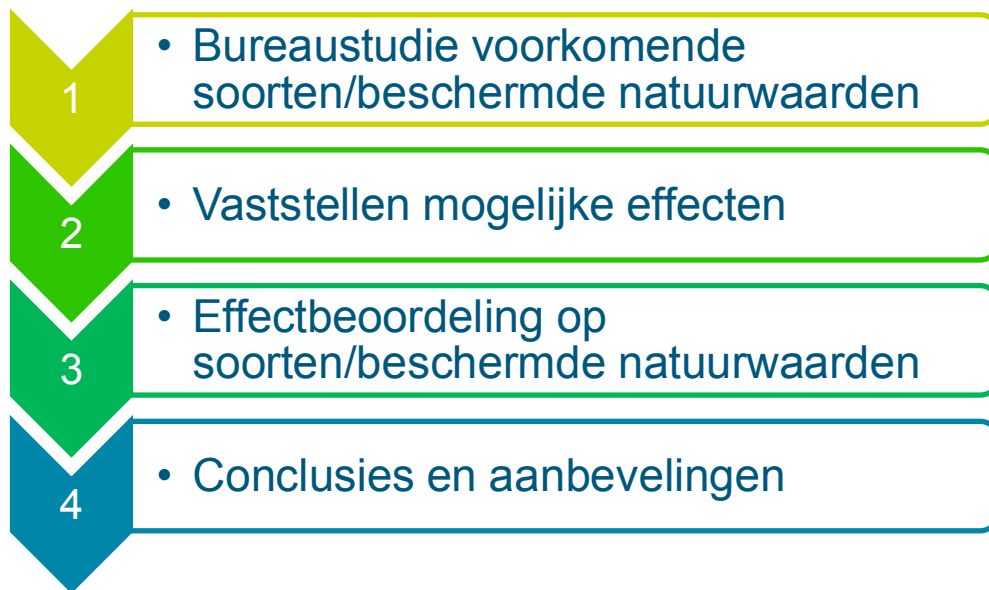 1
• Bureaustudie voorkomende
soorten/beschermde natuurwaarden
2
• Vaststellen mogelijke effecten
3
• Effectbeoordeling op
soorten/beschermde natuurwaarden
4
• Conclusies en aanbevelingen